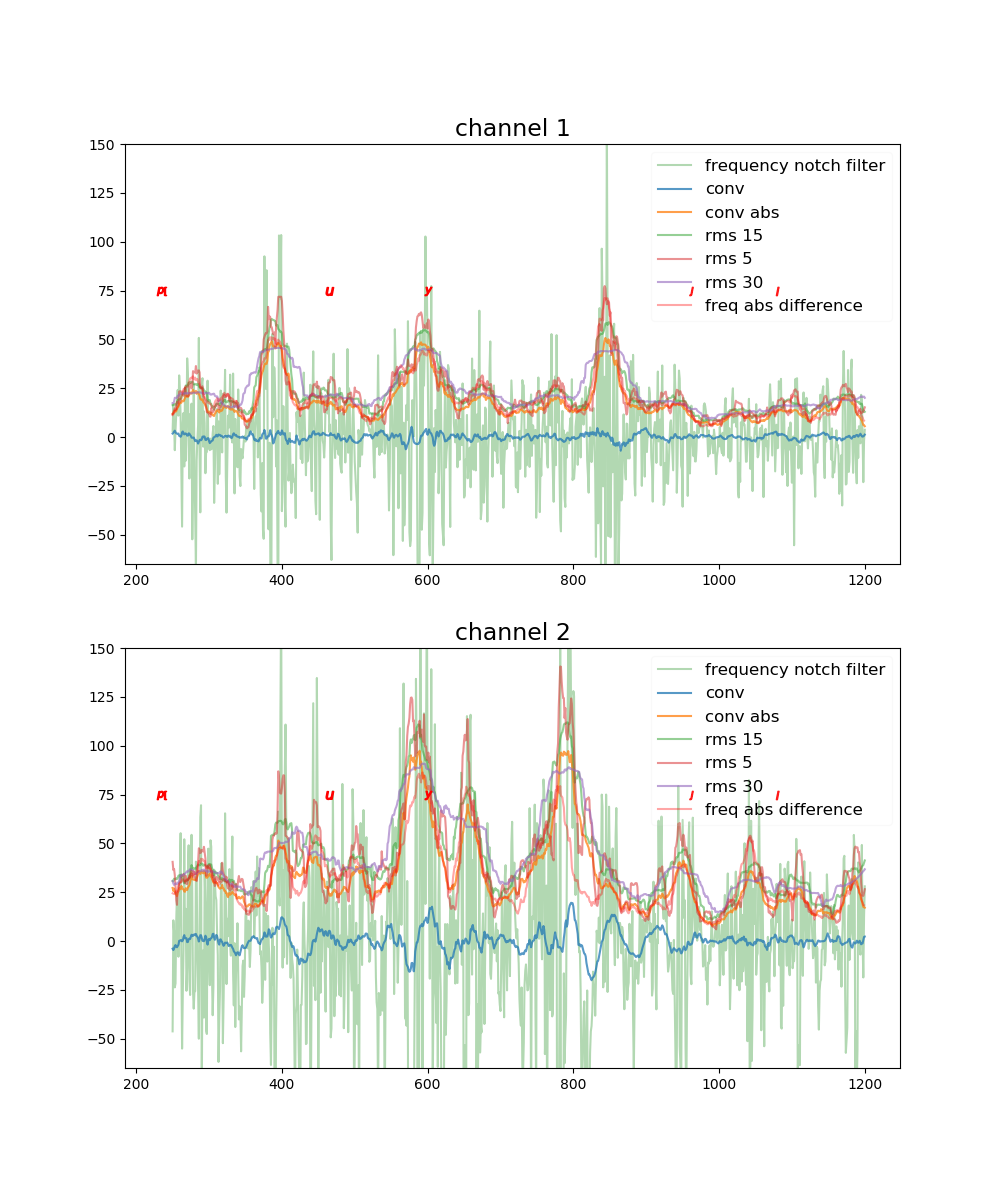 channel 1
150
125
100
75
50
25
0
−25
−50
frequency notch filter
conv
conv abs
rms 15
rms 5
rms 30
freq abs difference
u
y
200 400 600 800 1000 1200
channel 2
150
125
100
75
50
25
0
−25
−50
frequency notch filter
conv
conv abs
rms 15
rms 5
rms 30
freq abs difference
u
y
200 400 600 800 1000 1200